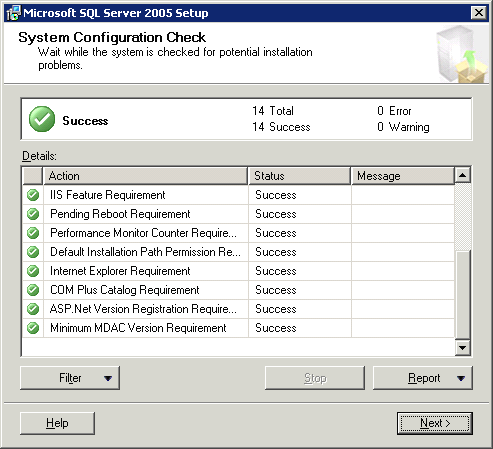 Microsoft SQL Server 2005 Setup
System Configuration Check
Wait while the system is checked for potential installation
problems.
Success
14 Total
0 Error
14 Success
0 Warning
Details:
Action Status Message
IIS Feature Requirement Success
Pending Reboot Requirement Success
Performance Monitor Counter Require... Success
Default Installation Path Permission Re... Success
Internet Explorer Requirement Success
COM Plus Catalog Requirement Success
ASP.Net Version Registration Require... Success
Minimum MDAC Version Requirement Success
Filter Stop Report
Help Next >